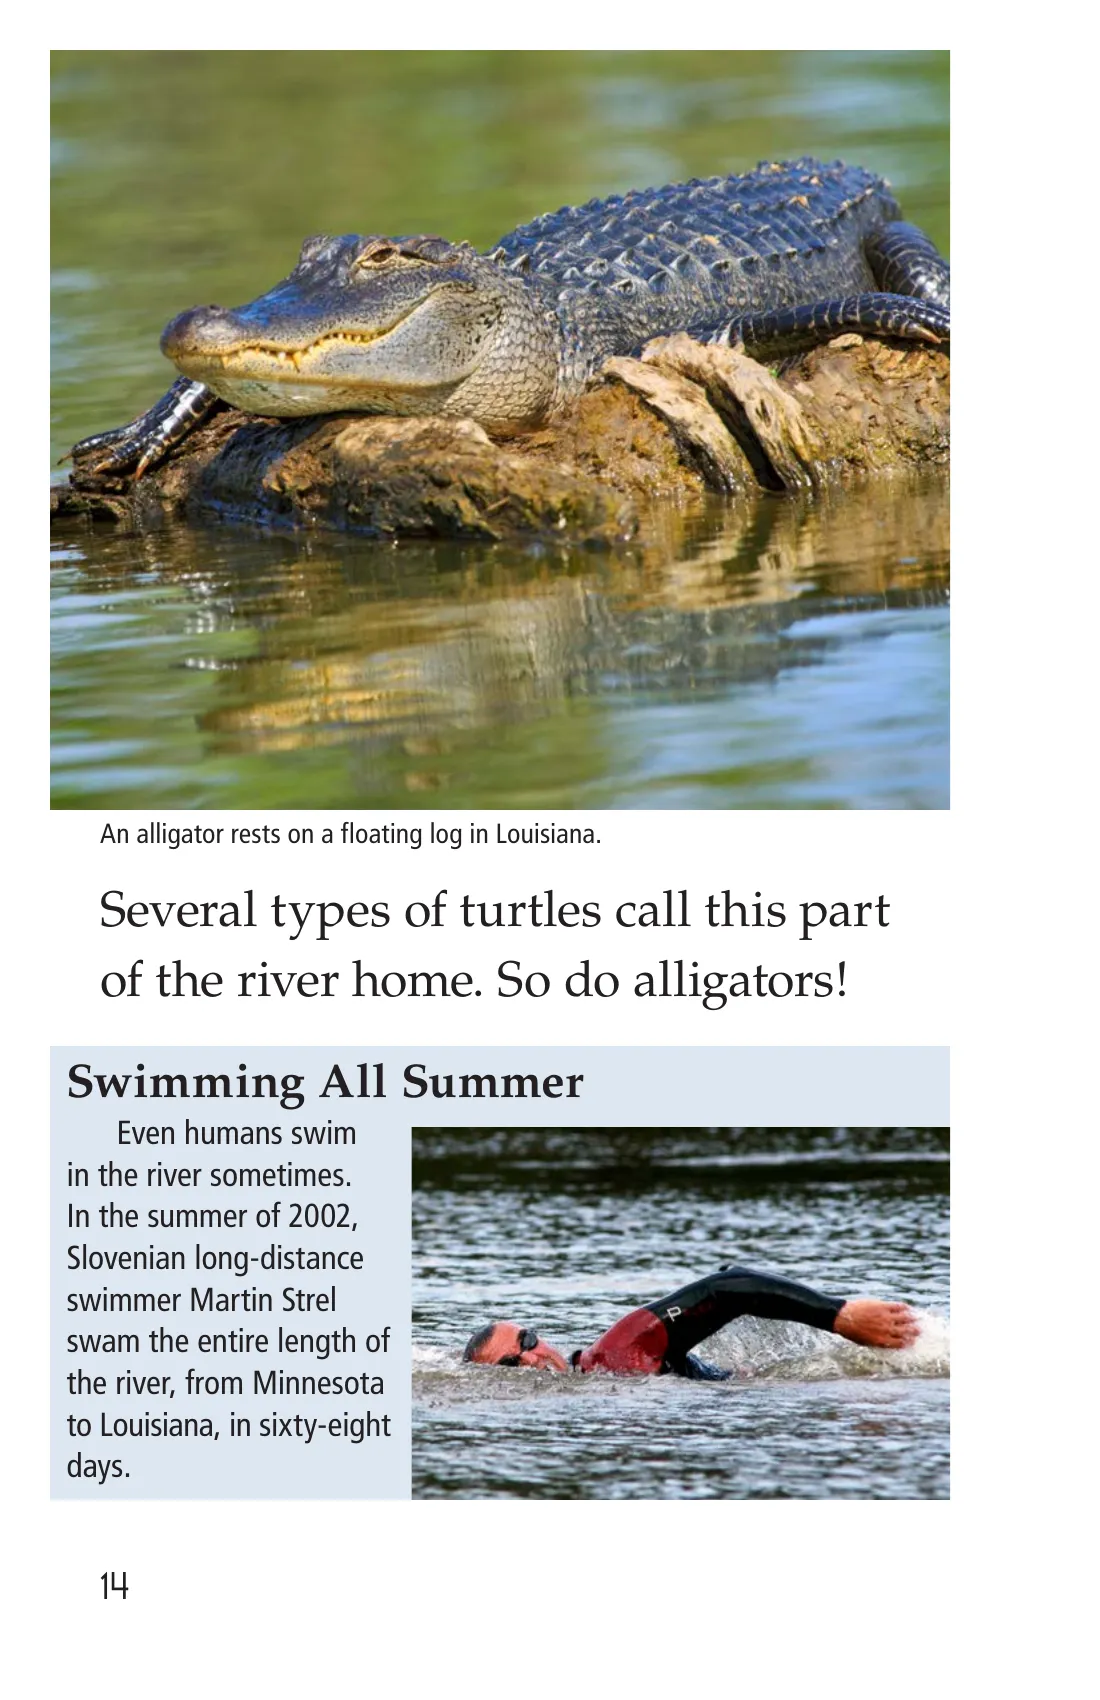 An alligator rests on a floating log in Louisiana.
Several types of turtles call this part
of the river home. So do alligators!
Swimming All Summer
Even humans swim
in the river sometimes.
In the summer of 2002,
Slovenian long-distance
swimmer Martin Strel
swam the entire length of
the river, from Minnesota
to Louisiana, in sixty-eight
days.
14